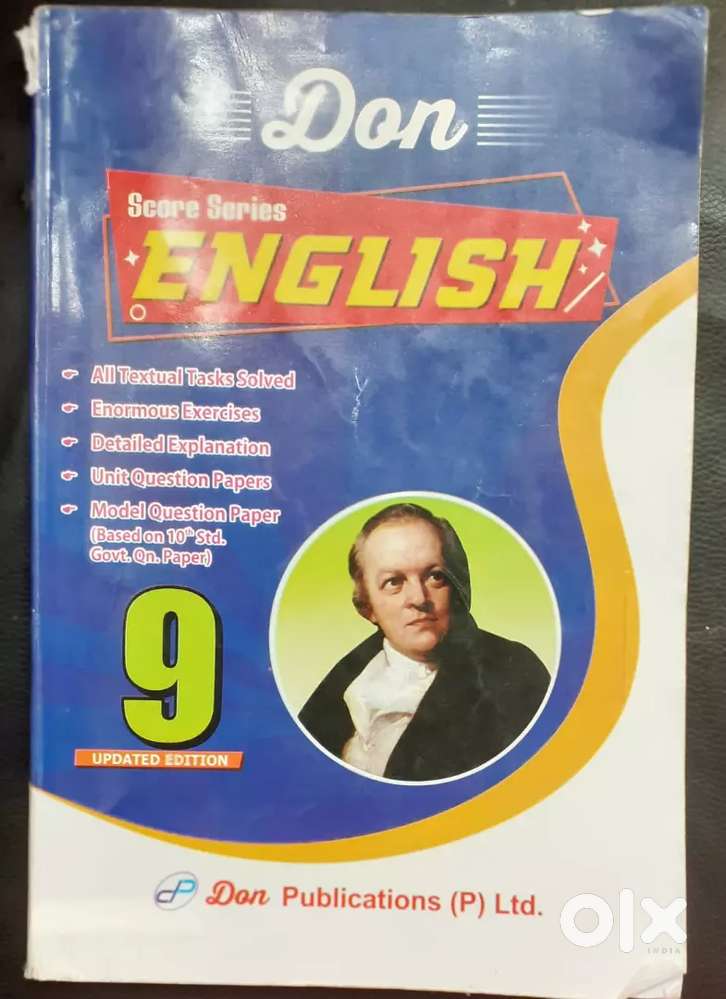 Don
Score Series
ENGLISH
All Textual Tasks Solved
Enormous Exercises
Detailed Explanation
Unit Question Papers
Model Question Paper
(Based on 10th Std.
Govt. Qn. Paper)
9
UPDATED EDITION
dP Don Publications (P) Ltd.
olx
INDIA